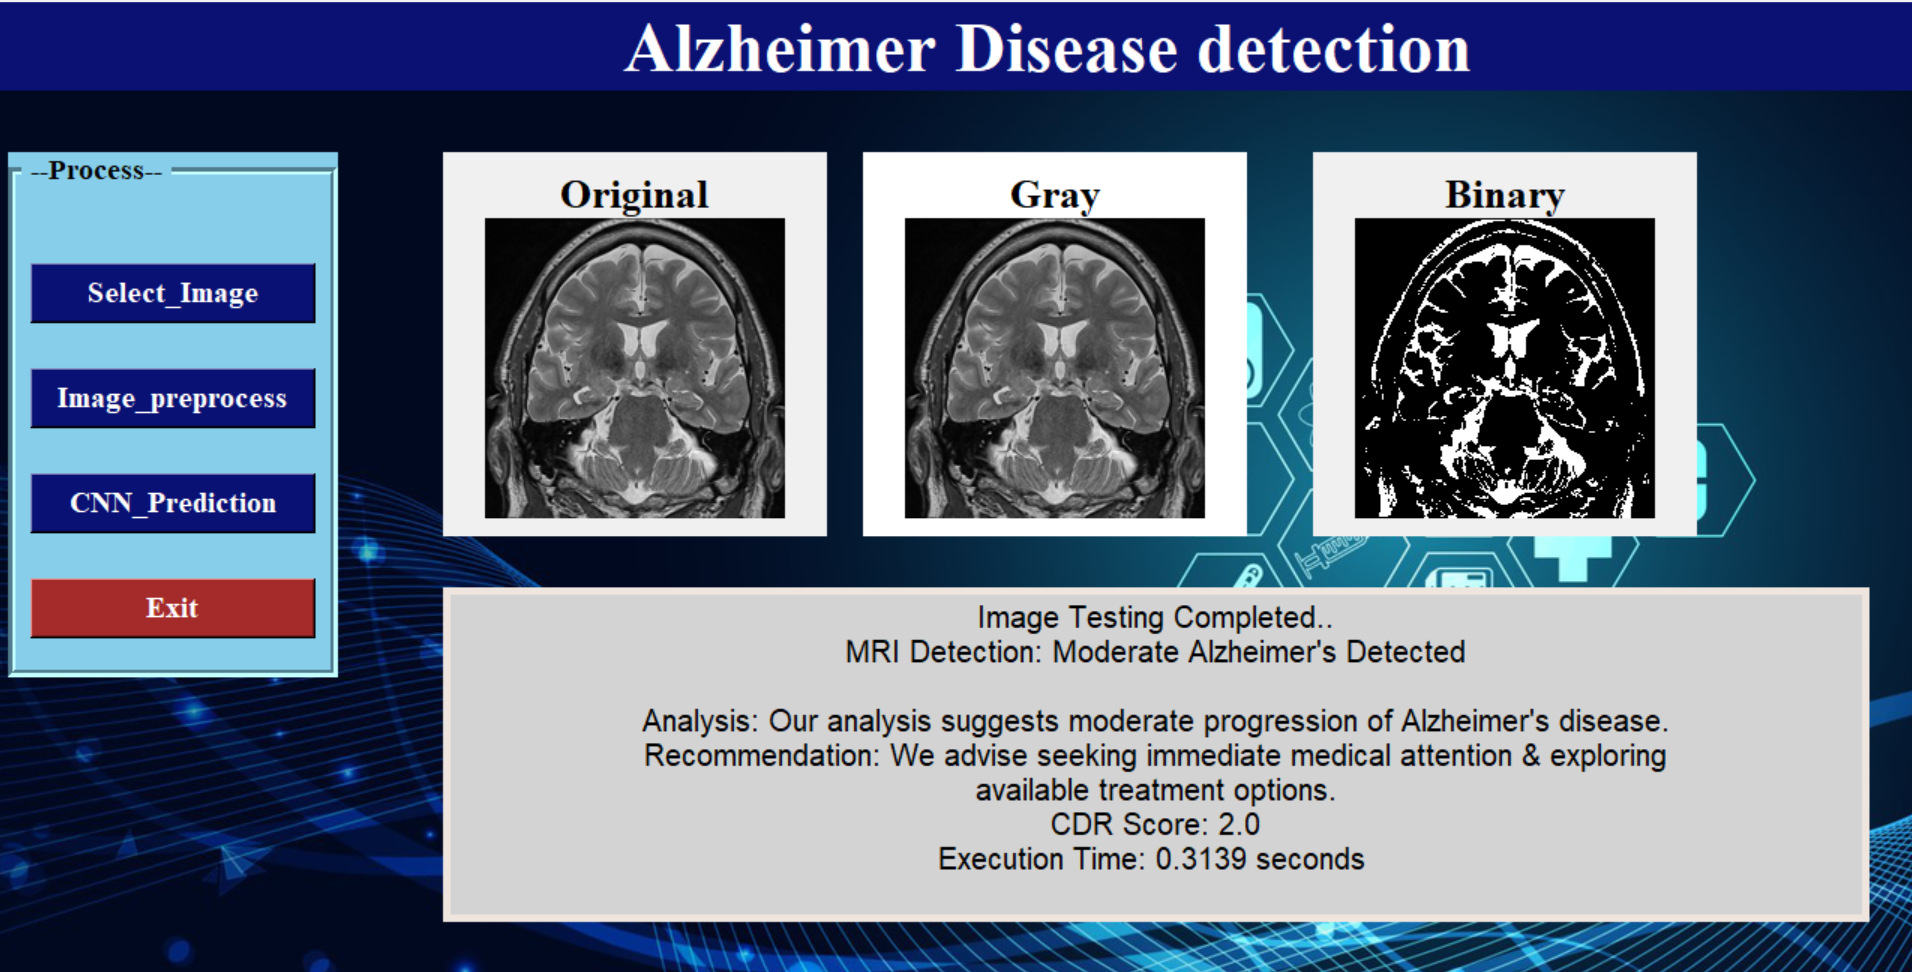 Alzheimer Disease detection
--Process--
Select_Image
Image_preprocess
CNN_Prediction
Exit
Original
Gray
Binary
Image Testing Completed..
MRI Detection: Moderate Alzheimer's Detected
Analysis: Our analysis suggests moderate progression of Alzheimer's disease.
Recommendation: We advise seeking immediate medical attention & exploring
available treatment options.
CDR Score: 2.0
Execution Time: 0.3139 seconds